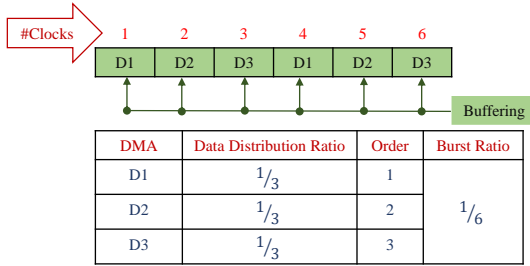 #Clocks 1 2 3 4 5 6
D1 D2 D3 D1 D2 D3
Buffering
DMA Data Distribution Ratio Order Burst Ratio
D1 1/3 1 1/6
D2 1/3 2
D3 1/3 3